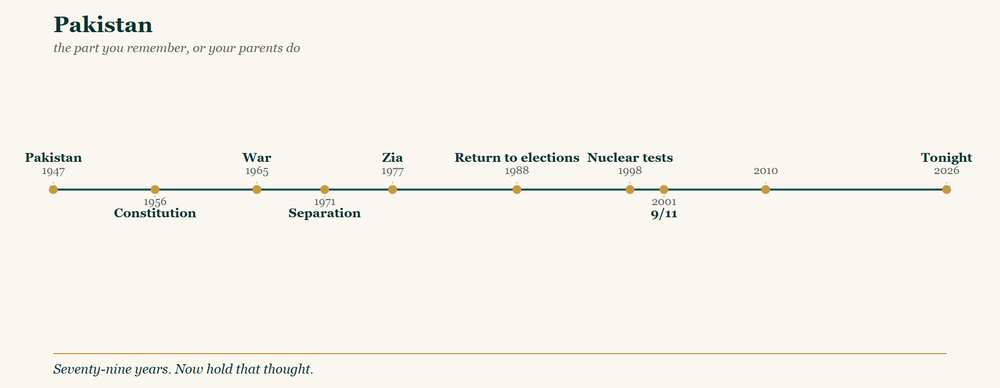 Pakistan
the part you remember, or your parents do
Pakistan
1947
1956
Constitution
War
1965
1971
Separation
Zia
1977
Return to elections
1988
Nuclear tests
1998
2001
9/11
2010
Tonight
2026
Seventy-nine years. Now hold that thought.